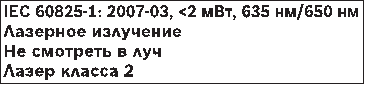 IEC 60825-1: 2007-03, <2 мВт, 635 нм/650 нм
Лазерное излучение
Не смотреть в луч
Лазер класса 2